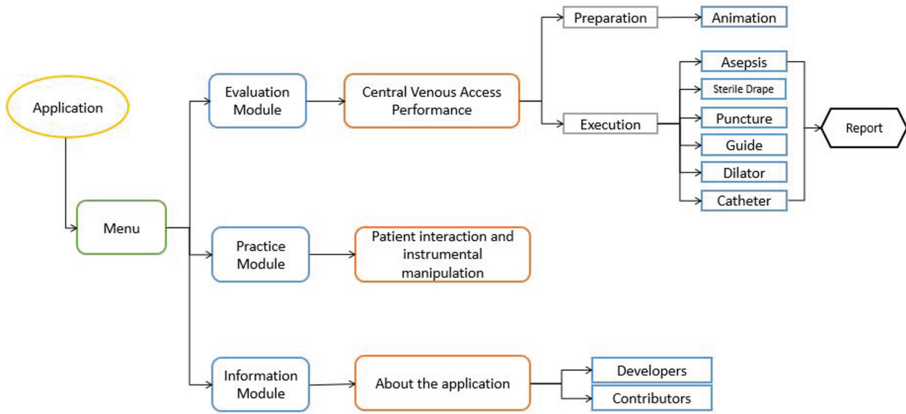 Application
Menu
Evaluation
Module
Central Venous Access
Performance
Preparation
Animation
Execution
Asepsis
Sterile Drape
Puncture
Guide
Dilator
Catheter
Report
Practice
Module
Patient interaction and
instrumental
manipulation
Information
Module
About the application
Developers
Contributors